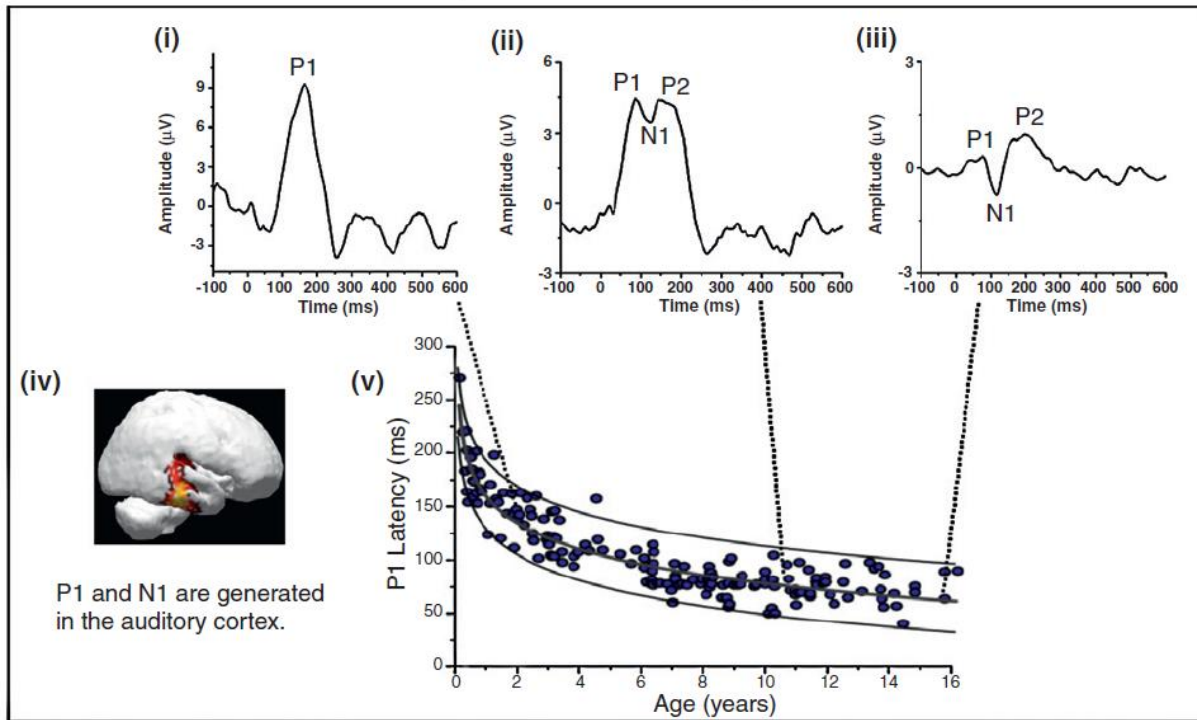 (i)
P1
9
6
3
0
-3
Amplitude (μV)
-100 0 100 200 300 400 500 600
Time (ms)
(ii)
6
3
0
-3
P1 P2
N1
Amplitude (μV)
-100 0 100 200 300 400 500 600
Time (ms)
(iii)
3
0
-3
P2
P1
N1
Amplitude (μV)
-100 0 100 200 300 400 500 600
Time (ms)
(iv)
P1 and N1 are generated
in the auditory cortex.
(v)
300
250
200
150
100
50
0
P1 Latency (ms)
0 2 4 6 8 10 12 14 16
Age (years)